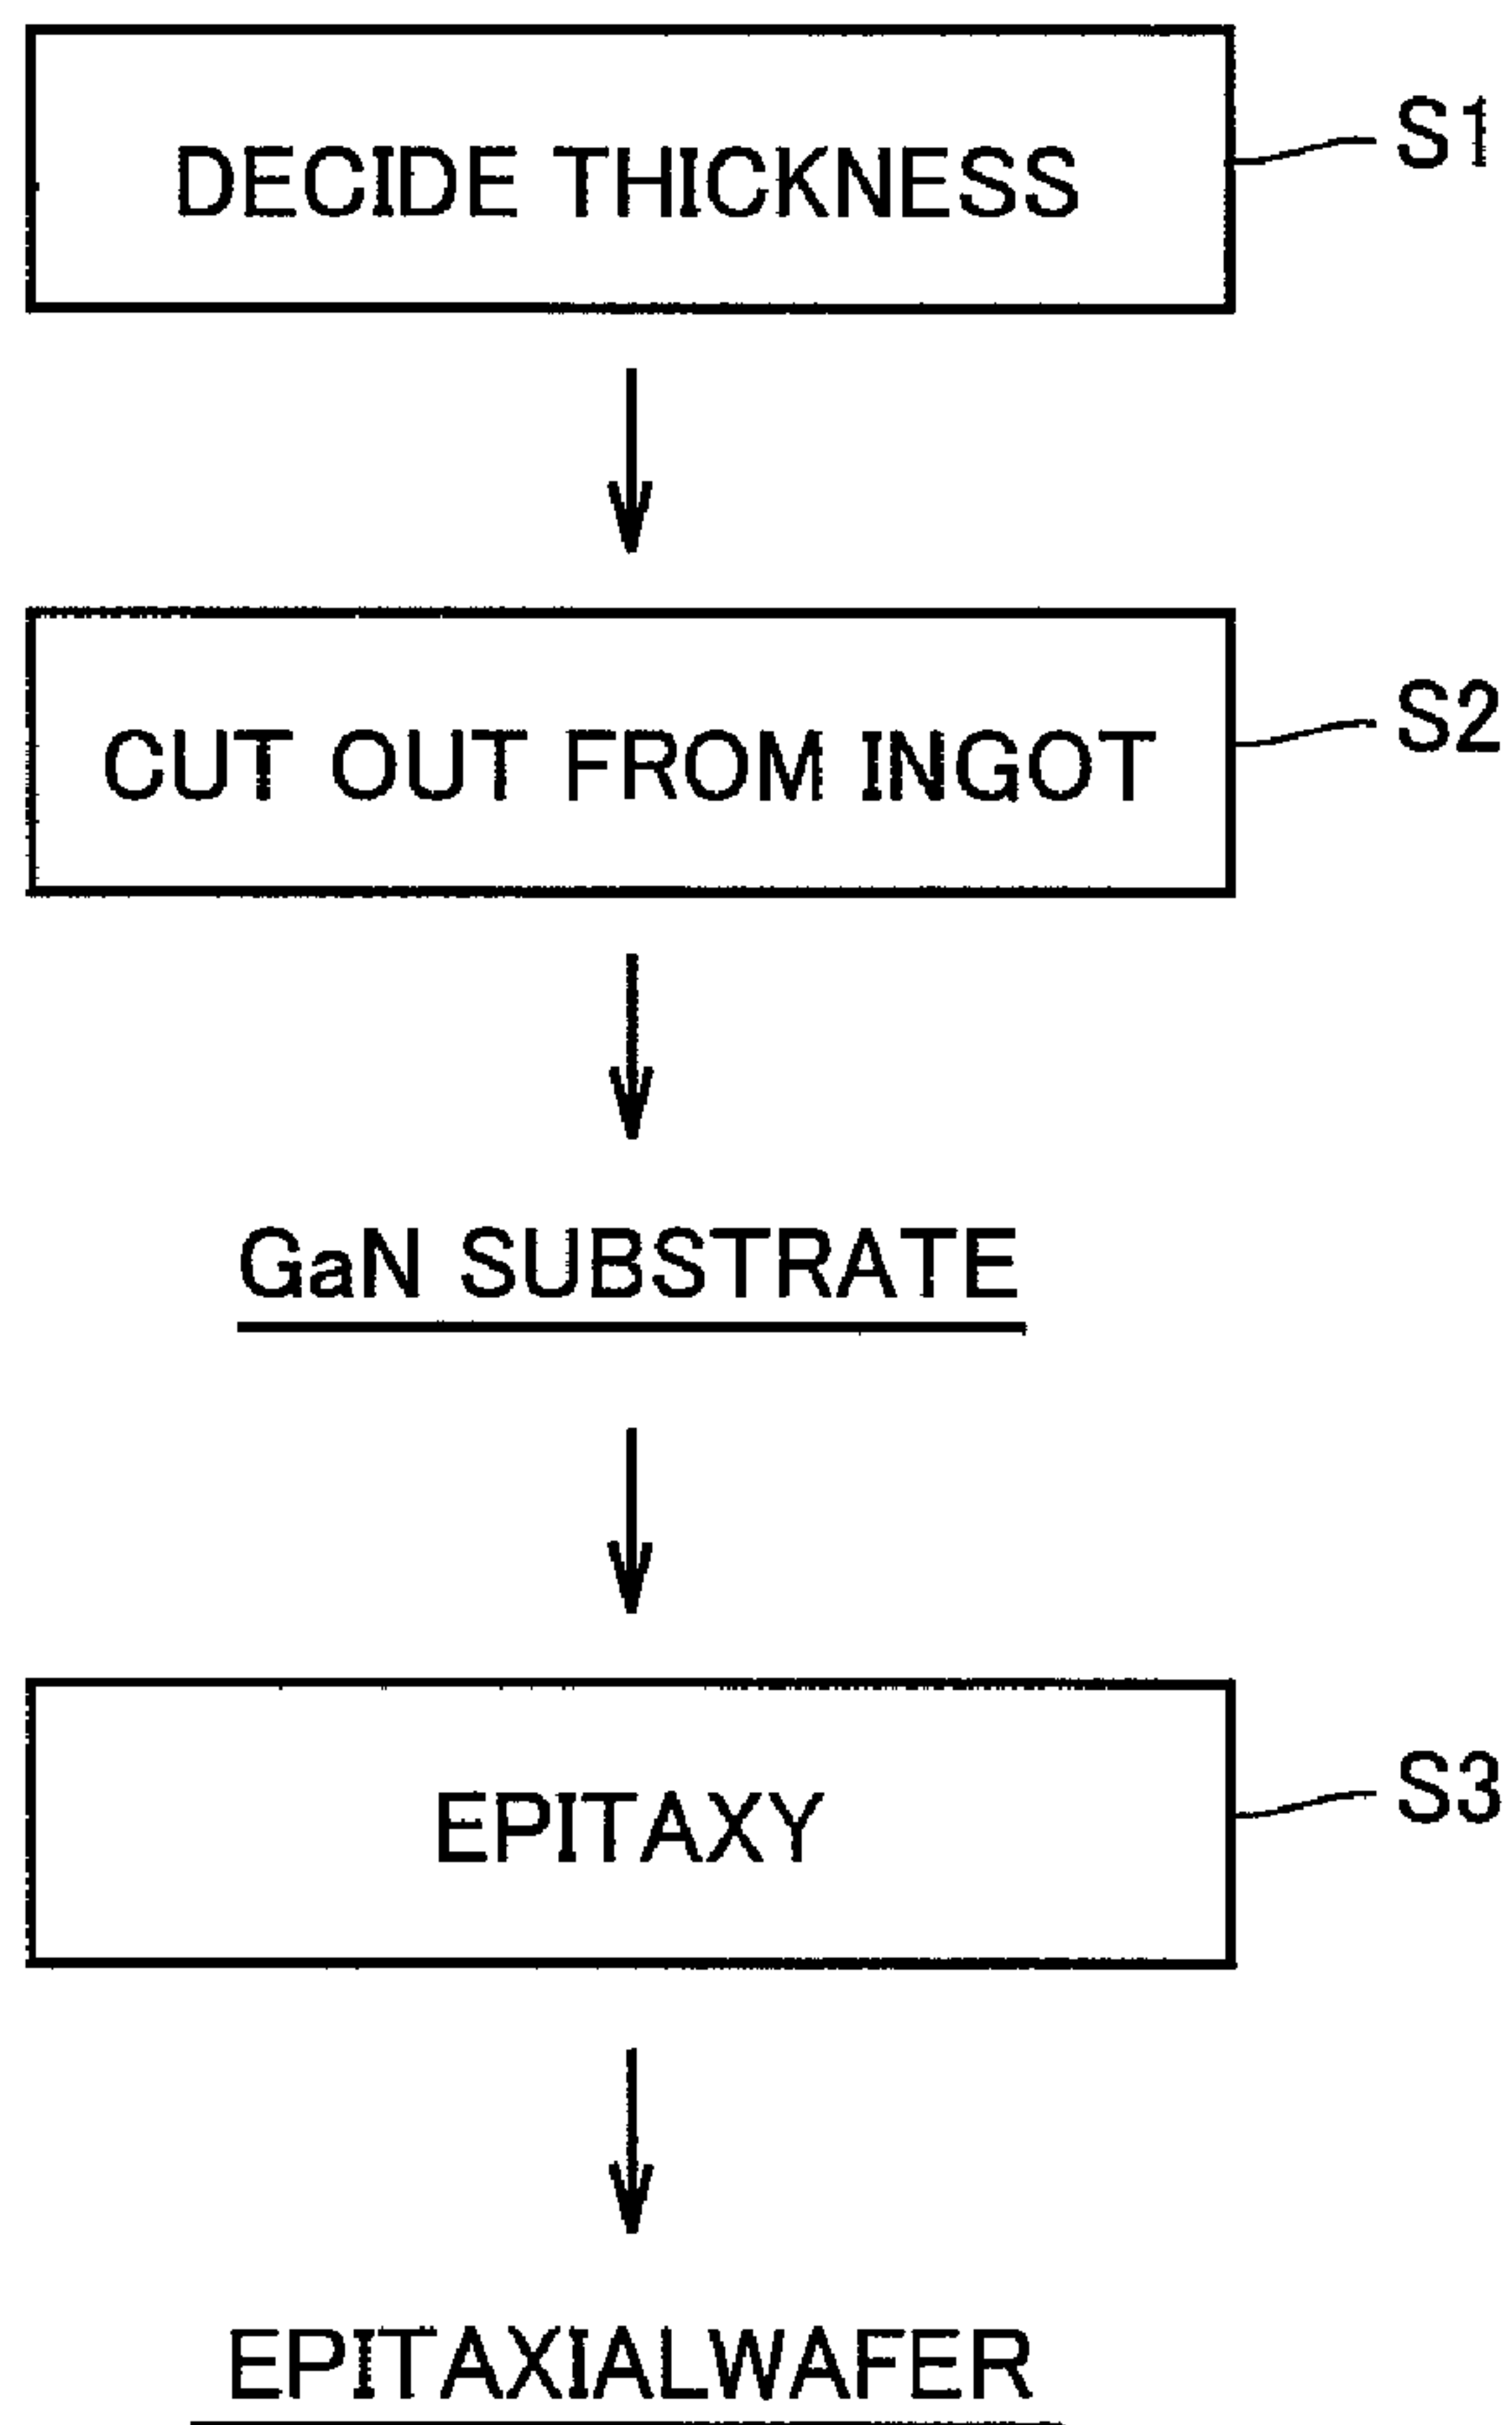 DECIDE THICKNESS
S1
CUT OUT FROM INGOT
S2
GaN SUBSTRATE
EPITAXY
S3
EPITAXIALWAFER